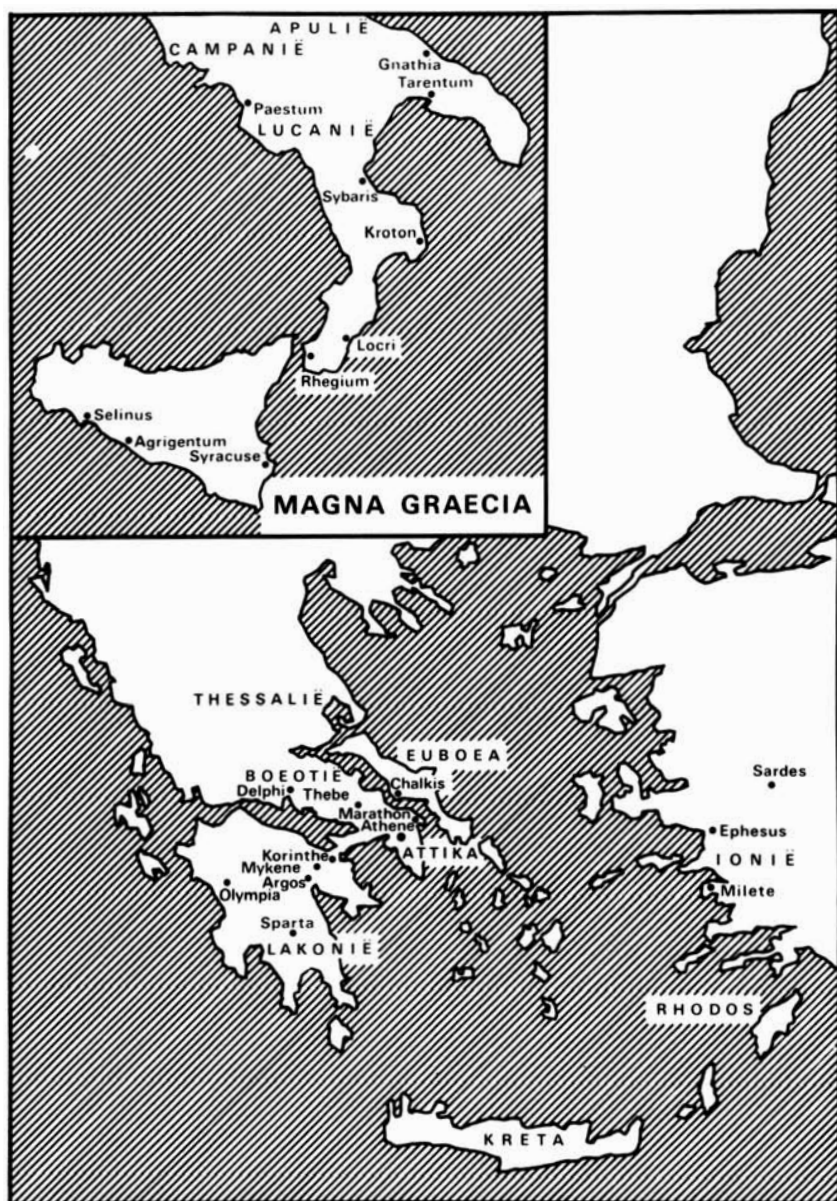 APULIË
CAMPANIË
Gnathia
Tarentum
Paestum
LUCANIË
Sybaris
Kroton
Locri
Rhegium
Selinus
Agrigentum
Syracuse
MAGNA GRAECIA
THESSALIË
EUBOEA
BOEOTIË
Delphi
Thebe
Chalkis
Marathon
Athene
ATTIKA
Korinthe
Mykene
Argos
Olympia
Sparta
LAKONIË
Sardes
Ephesus
IONIË
Milete
RHODOS
KRETA